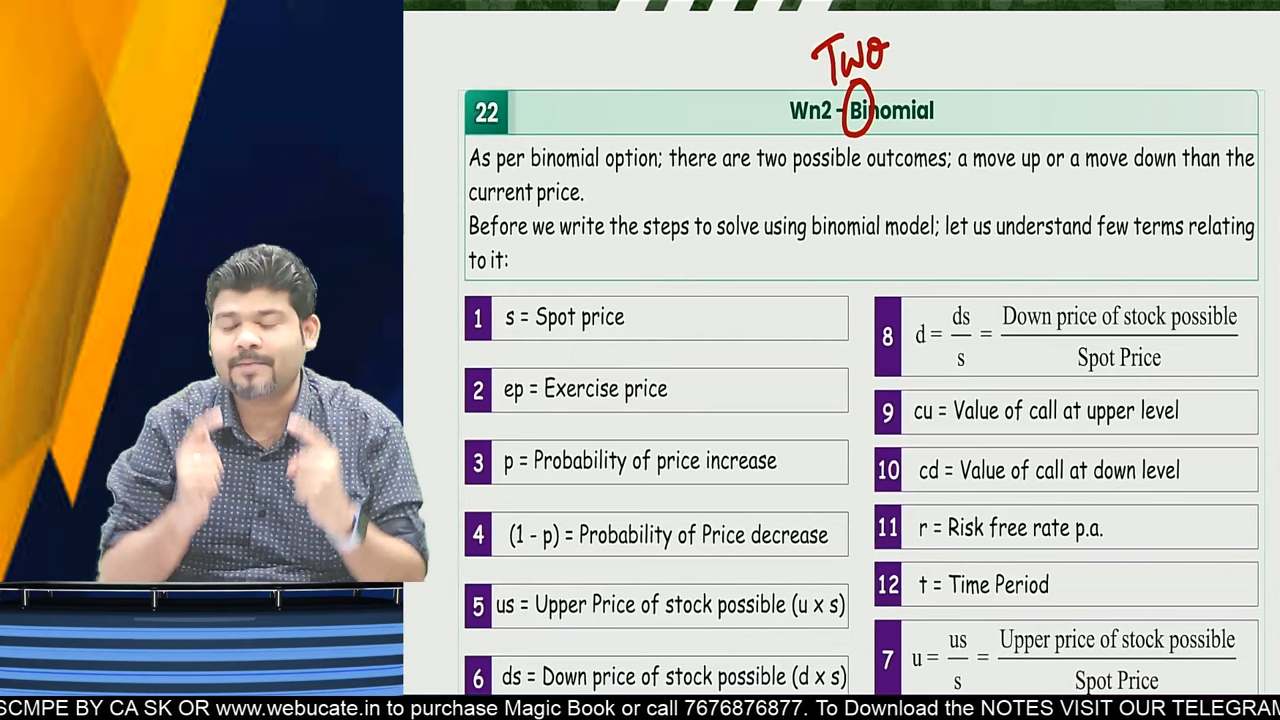 Two
22
Wn2 - Binomial
As per binomial option; there are two possible outcomes; a move up or a move down than the
current price.
Before we write the steps to solve using binomial model; let us understand few terms relating
to it:
1 s = Spot price
2 ep = Exercise price
3 p = Probability of price increase
4 (1 - p) = Probability of Price decrease
5 us = Upper Price of stock possible (u x s)
6 ds = Down price of stock possible (d x s)
8 d = ds/s = Down price of stock possible/Spot Price
9 cu = Value of call at upper level
10 cd = Value of call at down level
11 r = Risk free rate p.a.
12 t = Time Period
7 u = us/s = Upper price of stock possible/Spot Price
SCMPE BY CA SK OR www.webucate.in to purchase Magic Book or call 7676876877. To Download the NOTES VISIT OUR TELEGRAM